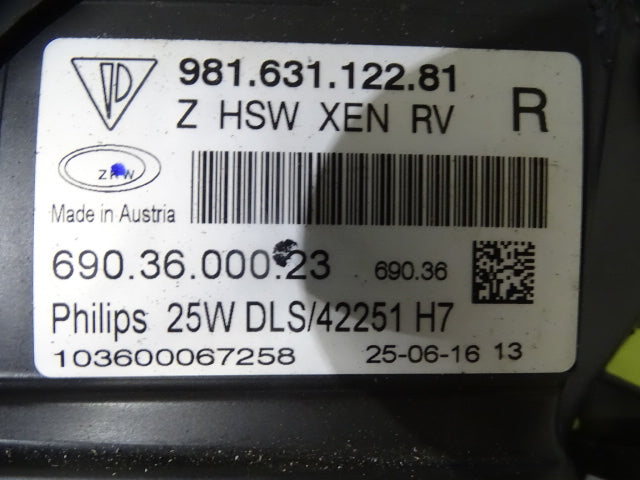 981.631.122.81
Z HSW XEN RV
R
ZKW
Made in Austria
690.36.000.23
690.36
Philips 25W DLS/42251 H7
103600067258
25-06-16 13